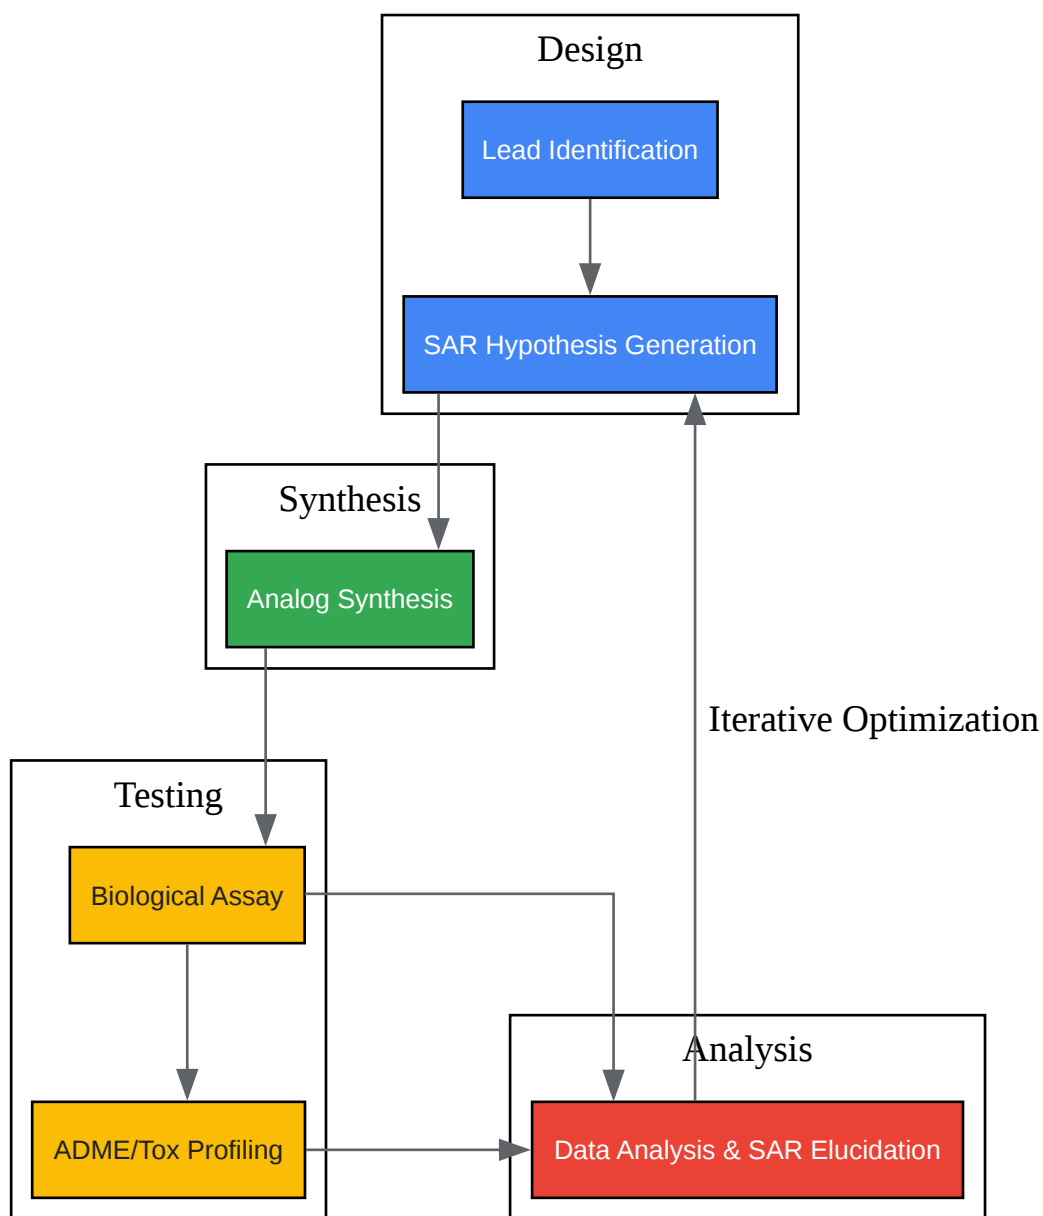 Design
Lead Identification
SAR Hypothesis Generation
Synthesis
Analog Synthesis
Iterative Optimization
Testing
Biological Assay
Analysis
ADME/Tox Profiling
Data Analysis & SAR Elucidation